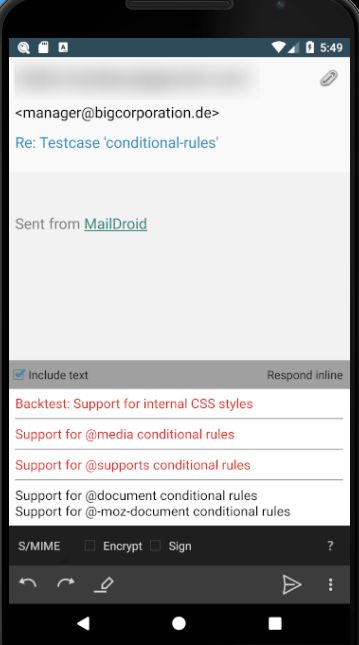 5:49
<manager@bigcorporation.de>
Re: Testcase 'conditional-rules'
Sent from MailDroid
Include text Respond inline
Backtest: Support for internal CSS styles
Support for @media conditional rules
Support for @supports conditional rules
Support for @document conditional rules
Support for @-moz-document conditional rules
S/MIME Encrypt Sign ?